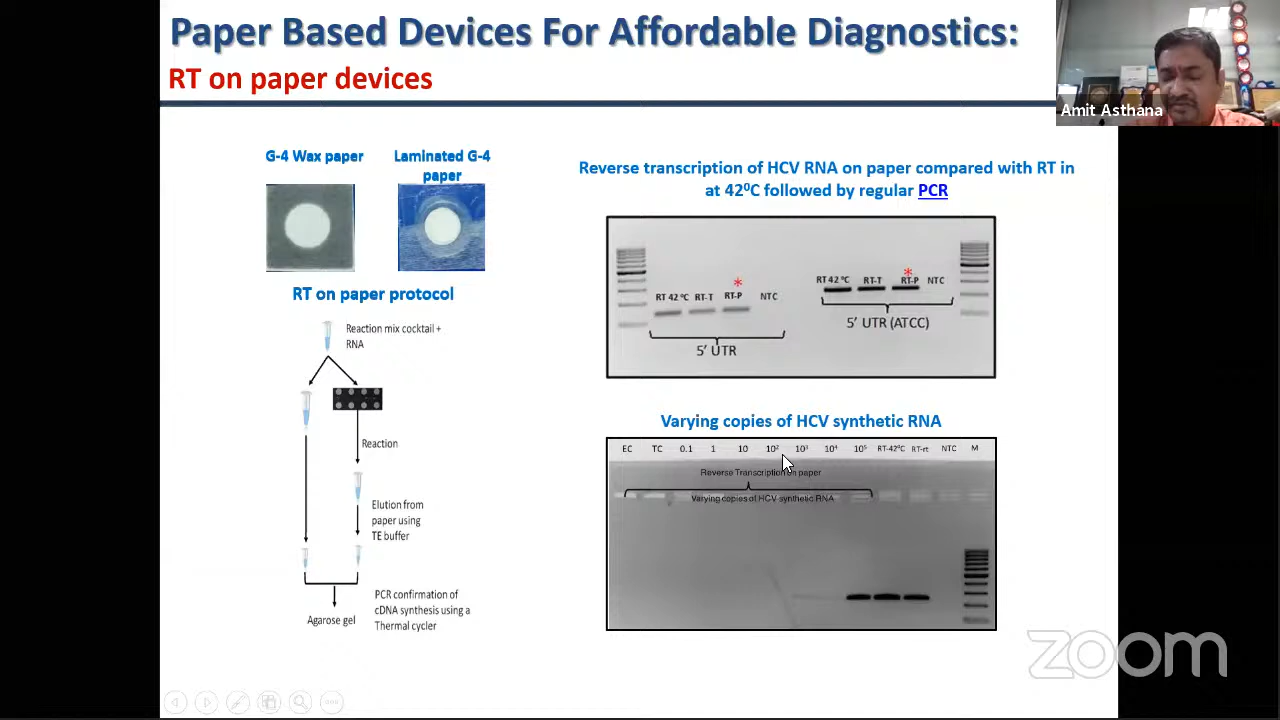 Paper Based Devices For Affordable Diagnostics:
RT on paper devices
Amit Asthana
G-4 Wax paper
Laminated G-4
paper
RT on paper protocol
Reaction mix cocktail +
RNA
Reaction
Elution from
paper using
TE buffer
PCR confirmation of
cDNA synthesis using a
Thermal cycler
Agarose gel
Reverse transcription of HCV RNA on paper compared with RT in
at 42⁰C followed by regular PCR
RT 42 ⁰C RT-T RT-P NTC
*
5’ UTR
RT 42 ⁰C RT-T RT-P NTC
*
5’ UTR (ATCC)
Varying copies of HCV synthetic RNA
EC TC 0.1 1 10 10² 10³ 10⁴ 10⁵ RT-42⁰C RT-rt NTC M
Reverse Transcription on paper
Varying copies of HCV synthetic RNA
zoom